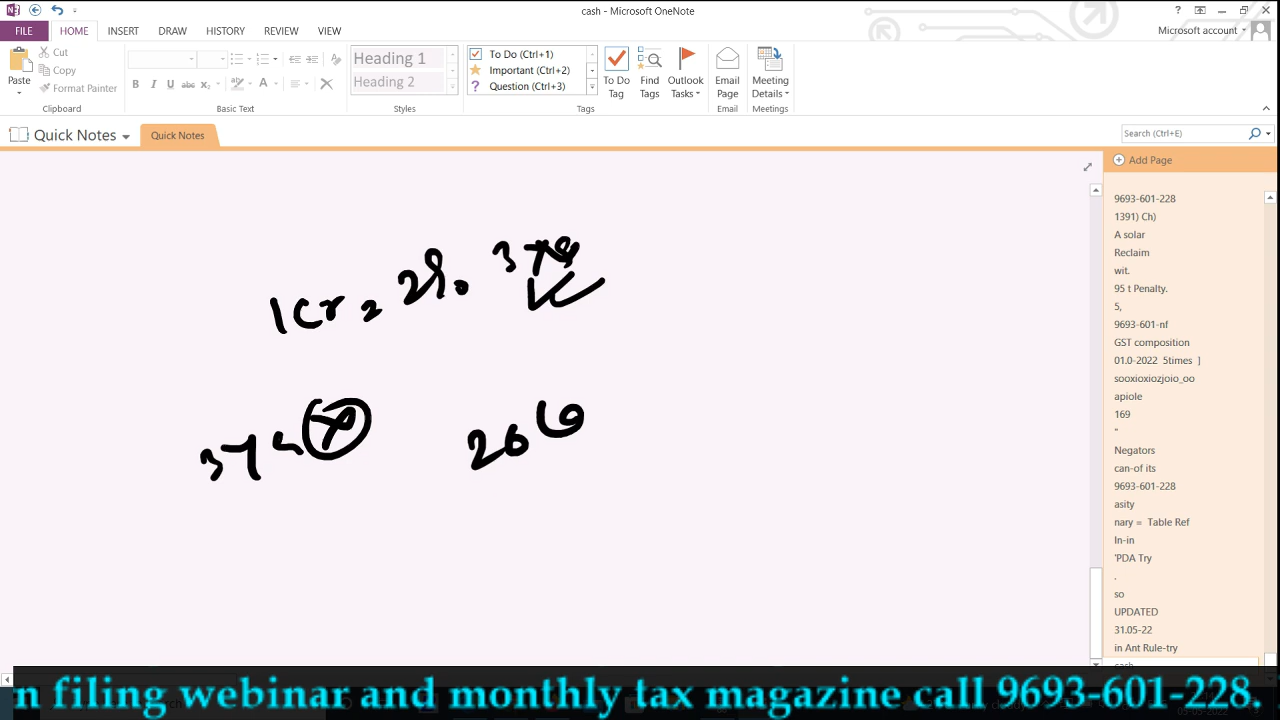 cash - Microsoft OneNote
FILE HOME INSERT DRAW HISTORY REVIEW VIEW
Microsoft account
Paste
Cut
Copy
Format Painter
Clipboard
B I U abc X₂ A
Basic Text
Heading 1
Heading 2
Styles
To Do (Ctrl+1)
Important (Ctrl+2)
Question (Ctrl+3)
Tags
To Do Tag
Find Tags
Outlook Tasks
Email Page
Email
Meeting Details
Meetings
Quick Notes
Quick Notes
Search (Ctrl+E)
Add Page
9693-601-228
1391) Ch)
A solar
Reclaim
wit.
95 t Penalty.
5,
9693-601-nf
GST composition
01.0-2022 5times ]
sooxioxiozjoio_oo
apiole
169
"
Negators
can-of its
9693-601-228
asity
nary = Table Ref
In-in
'PDA Try
.
so
UPDATED
31.05-22
in Ant Rule-try
cash
1Cr 2%
n filing webinar and monthly tax magazine call 9693-601-228.